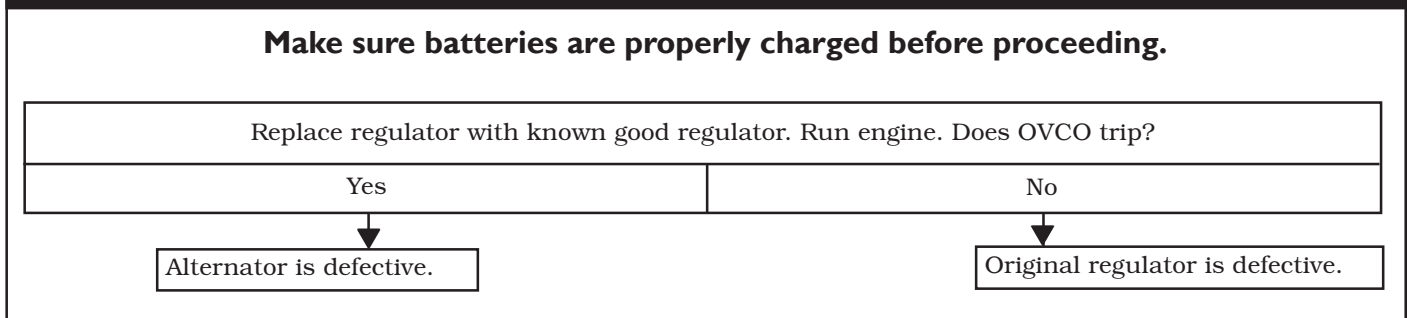 Make sure batteries are properly charged before proceeding.
Replace regulator with known good regulator. Run engine. Does OVCO trip?
Yes
No
Alternator is defective.
Original regulator is defective.